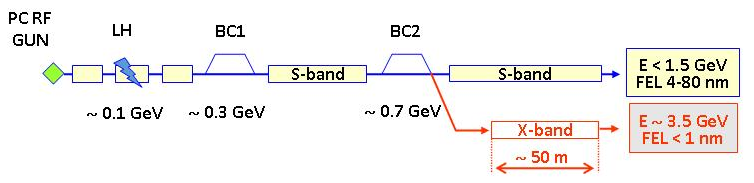 PC RF
GUN
LH
BC1
BC2
S-band
S-band
E < 1.5 GeV
FEL 4-80 nm
~ 0.1 GeV
~ 0.3 GeV
~ 0.7 GeV
X-band
E ~ 3.5 GeV
FEL < 1 nm
~ 50 m